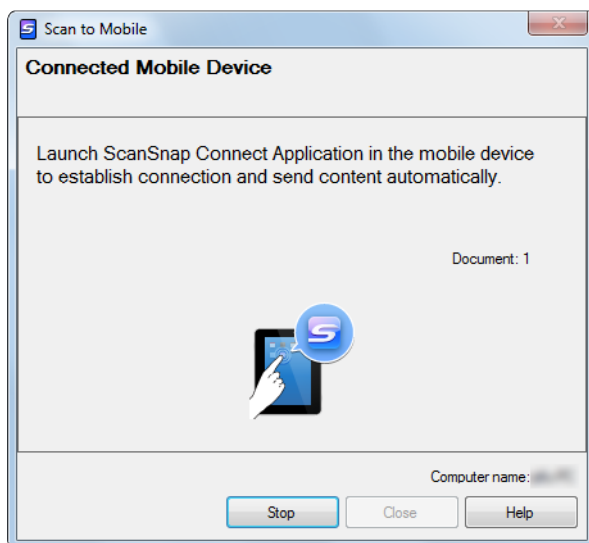 Scan to Mobile
Connected Mobile Device
Launch ScanSnap Connect Application in the mobile device
to establish connection and send content automatically.
Document: 1
S
Computer name:
Stop Close Help